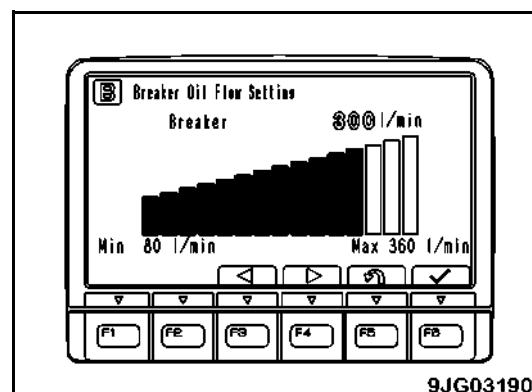 B Breaker Oil Flow Setting
Breaker 300 l/min
Min 80 l/min Max 360 l/min
F1 F2 F3 F4 F5 F6
9JG03190